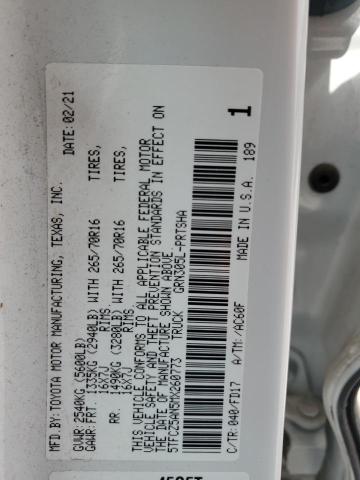 MFD.BY: TOYOTA MOTOR MANUFACTURING, TEXAS, INC. DATE: 02/21
GVWR: 2540KG (5600LB)
GAWR: FRT. 1335KG (2940LB) WITH 265/70R16 TIRES,
16X7J RIMS
RR. 1490KG (3280LB) WITH 265/70R16 TIRES,
16X7J RIMS
THIS VEHICLE CONFORMS TO ALL APPLICABLE FEDERAL MOTOR
VEHICLE SAFETY AND THEFT PREVENTION STANDARDS IN EFFECT ON
THE DATE OF MANUFACTURE SHOWN ABOVE.
5TFCZ5AN5MX260773 TRUCK GRN305L-PRTSHA
C/TR: 040/FD17 A/TM: /AC60F MADE IN U.S.A. 189
1